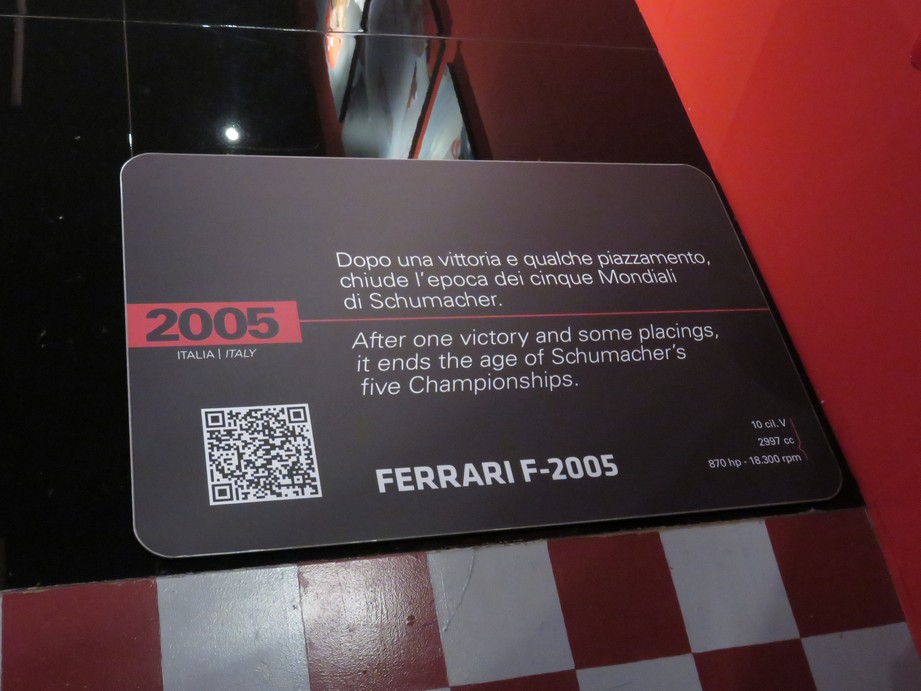 Dopo una vittoria e qualche piazzamento,
chiude l'epoca dei cinque Mondiali
di Schumacher.
2005
ITALIA | ITALY
After one victory and some placings,
it ends the age of Schumacher's
five Championships.
FERRARI F-2005
10 cil. V
2997 cc
870 hp - 18.300 rpm